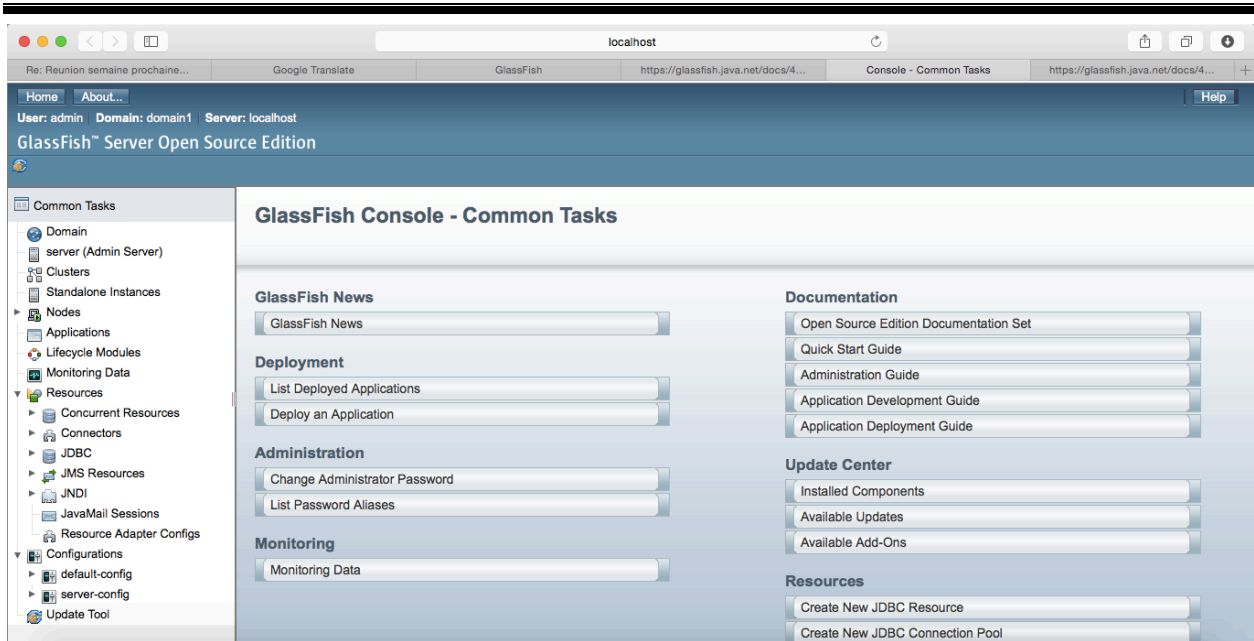 localhost
Re: Reunion semaine prochaine...
Google Translate
GlassFish
https://glassfish.java.net/docs/4...
Console - Common Tasks
https://glassfish.java.net/docs/4...
Home About... Help
User: admin Domain: domain1 Server: localhost
GlassFish™ Server Open Source Edition
Common Tasks
Domain
server (Admin Server)
Clusters
Standalone Instances
Nodes
Applications
Lifecycle Modules
Monitoring Data
Resources
Concurrent Resources
Connectors
JDBC
JMS Resources
JNDI
JavaMail Sessions
Resource Adapter Configs
Configurations
default-config
server-config
Update Tool
GlassFish Console - Common Tasks
GlassFish News
GlassFish News
Deployment
List Deployed Applications
Deploy an Application
Administration
Change Administrator Password
List Password Aliases
Monitoring
Monitoring Data
Documentation
Open Source Edition Documentation Set
Quick Start Guide
Administration Guide
Application Development Guide
Application Deployment Guide
Update Center
Installed Components
Available Updates
Available Add-Ons
Resources
Create New JDBC Resource
Create New JDBC Connection Pool